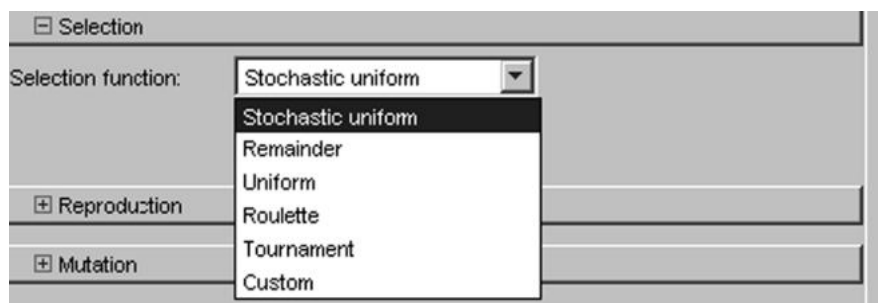 Selection
Selection function: Stochastic uniform
Stochastic uniform
Remainder
Uniform
Reproduction
Roulette
Tournament
Mutation
Custom